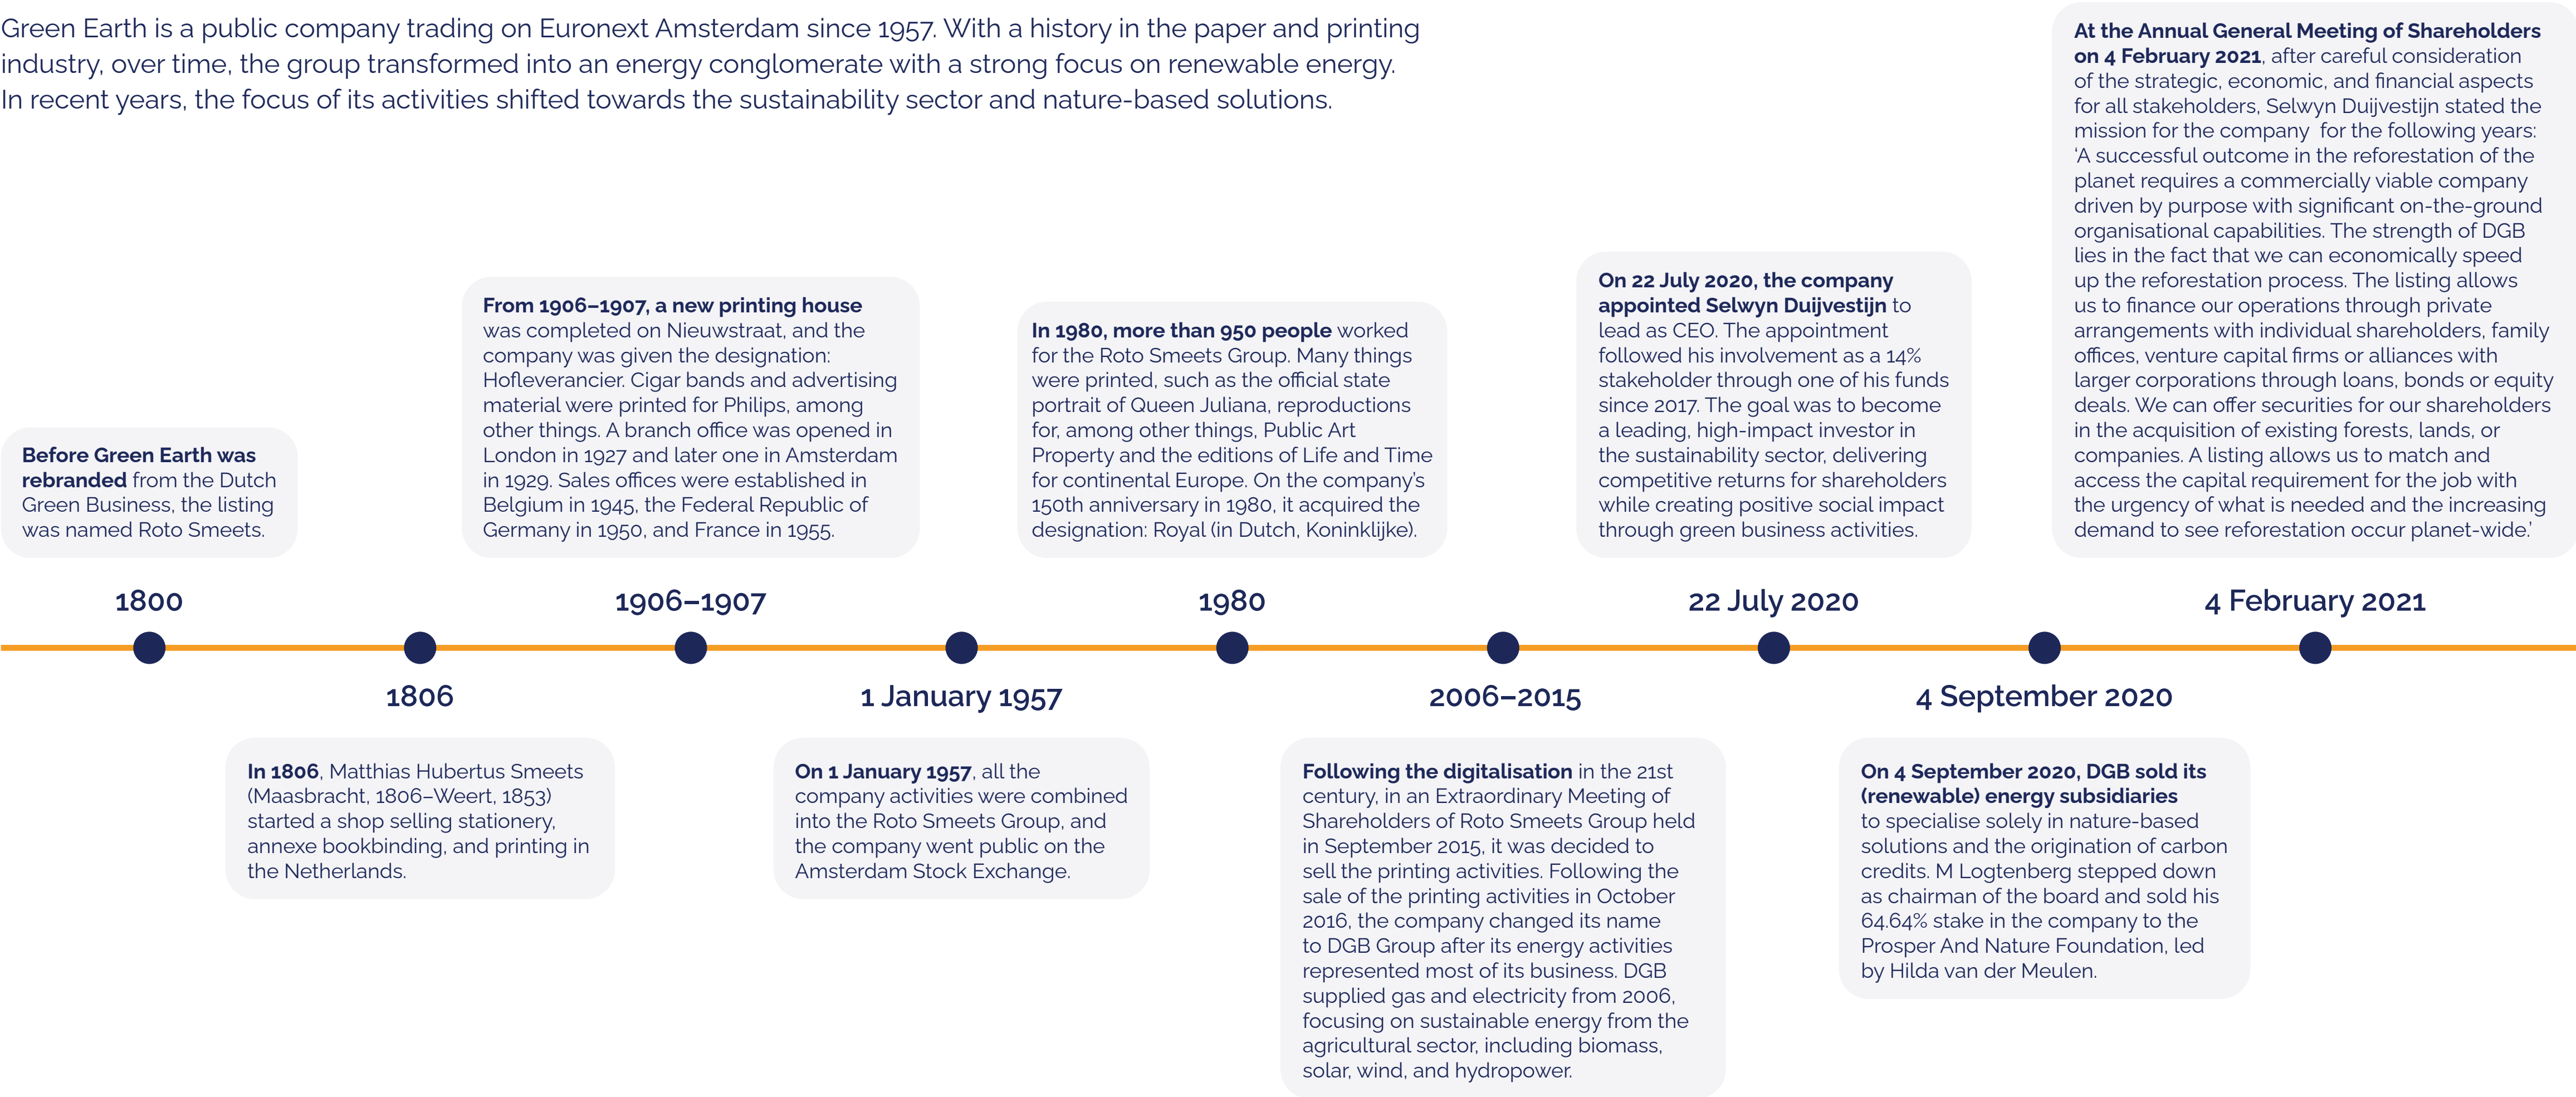 Green Earth is a public company trading on Euronext Amsterdam since 1957. With a history in the paper and printing
industry, over time, the group transformed into an energy conglomerate with a strong focus on renewable energy.
In recent years, the focus of its activities shifted towards the sustainability sector and nature-based solutions.
Before Green Earth was
rebranded from the Dutch
Green Business, the listing
was named Roto Smeets.
1800
1806
In 1806, Matthias Hubertus Smeets
(Maasbracht, 1806–Weert, 1853)
started a shop selling stationery,
annexe bookbinding, and printing in
the Netherlands.
From 1906–1907, a new printing house
was completed on Nieuwstraat, and the
company was given the designation:
Hofleverancier. Cigar bands and advertising
material were printed for Philips, among
other things. A branch office was opened in
London in 1927 and later one in Amsterdam
in 1929. Sales offices were established in
Belgium in 1945, the Federal Republic of
Germany in 1950, and France in 1955.
1906–1907
1 January 1957
On 1 January 1957, all the
company activities were combined
into the Roto Smeets Group, and
the company went public on the
Amsterdam Stock Exchange.
In 1980, more than 950 people worked
for the Roto Smeets Group. Many things
were printed, such as the official state
portrait of Queen Juliana, reproductions
for, among other things, Public Art
Property and the editions of Life and Time
for continental Europe. On the company's
150th anniversary in 1980, it acquired the
designation: Royal (in Dutch, Koninklijke).
1980
2006–2015
Following the digitalisation in the 21st
century, in an Extraordinary Meeting of
Shareholders of Roto Smeets Group held
in September 2015, it was decided to
sell the printing activities. Following the
sale of the printing activities in October
2016, the company changed its name
to DGB Group after its energy activities
represented most of its business. DGB
supplied gas and electricity from 2006,
focusing on sustainable energy from the
agricultural sector, including biomass,
solar, wind, and hydropower.
On 22 July 2020, the company
appointed Selwyn Duijvestijn to
lead as CEO. The appointment
followed his involvement as a 14%
stakeholder through one of his funds
since 2017. The goal was to become
a leading, high-impact investor in
the sustainability sector, delivering
competitive returns for shareholders
while creating positive social impact
through green business activities.
22 July 2020
4 September 2020
On 4 September 2020, DGB sold its
(renewable) energy subsidiaries
to specialise solely in nature-based
solutions and the origination of carbon
credits. M Logtenberg stepped down
as chairman of the board and sold his
64.64% stake in the company to the
Prosper And Nature Foundation, led
by Hilda van der Meulen.
At the Annual General Meeting of Shareholders
on 4 February 2021, after careful consideration
of the strategic, economic, and financial aspects
for all stakeholders, Selwyn Duijvestijn stated the
mission for the company  for the following years:
‘A successful outcome in the reforestation of the
planet requires a commercially viable company
driven by purpose with significant on-the-ground
organisational capabilities. The strength of DGB
lies in the fact that we can economically speed
up the reforestation process. The listing allows
us to finance our operations through private
arrangements with individual shareholders, family
offices, venture capital firms or alliances with
larger corporations through loans, bonds or equity
deals. We can offer securities for our shareholders
in the acquisition of existing forests, lands, or
companies. A listing allows us to match and
access the capital requirement for the job with
the urgency of what is needed and the increasing
demand to see reforestation occur planet-wide.’
4 February 2021